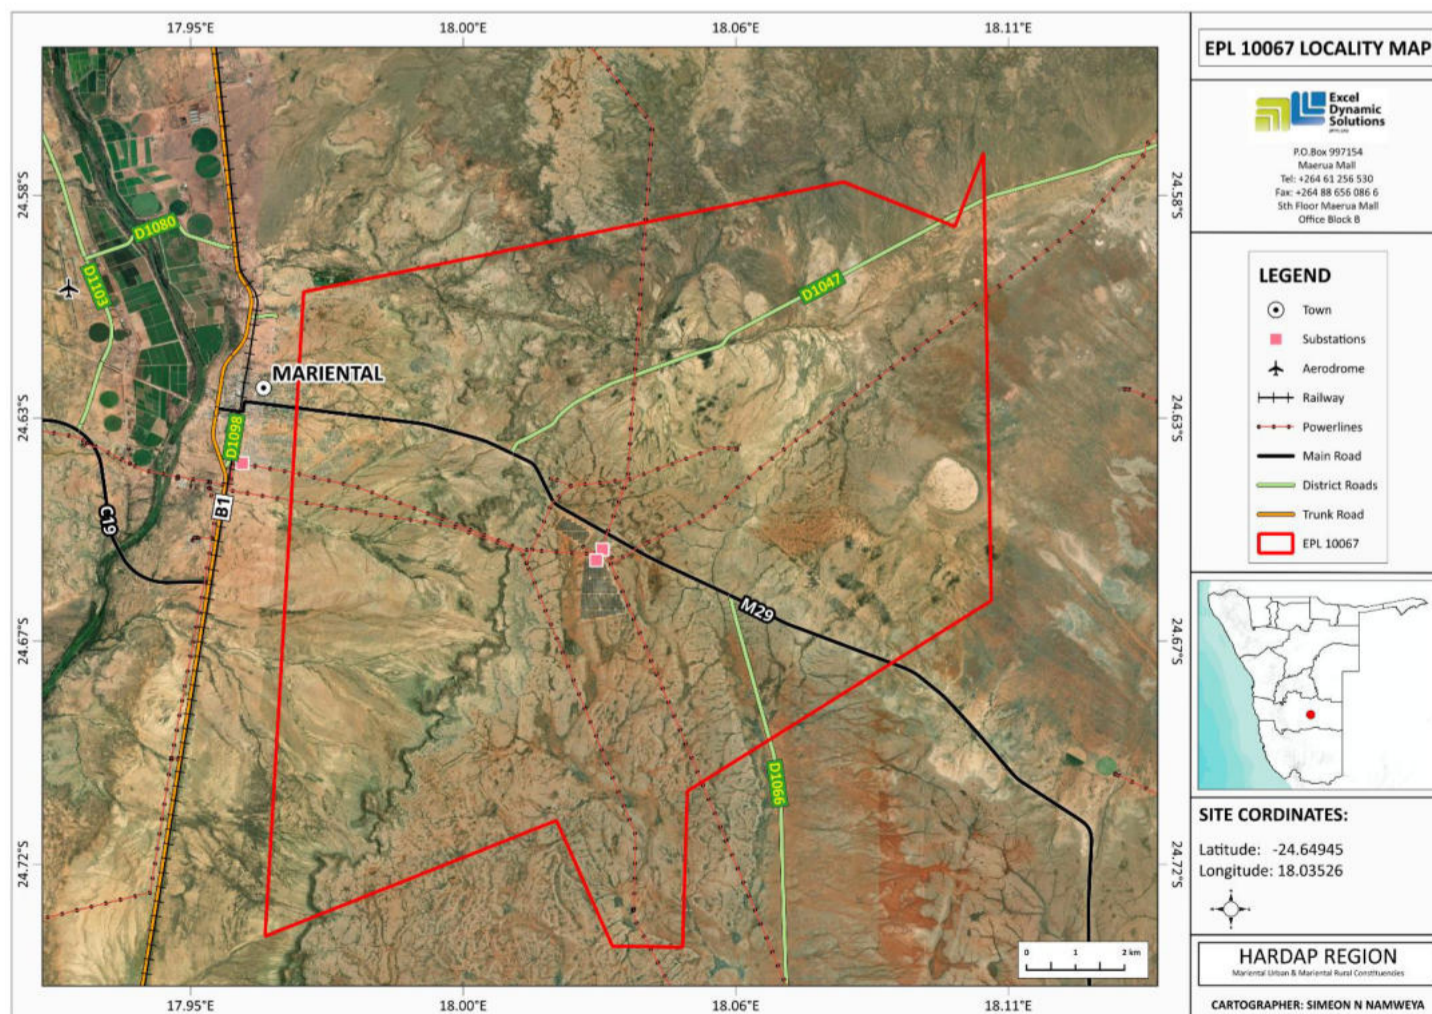 17.95°E
18.00°E
18.06°E
18.11°E
24.58°S
24.63°S
24.67°S
24.72°S
24.58°S
24.63°S
24.67°S
24.72°S
D1080
D1103
D1047
MARIENTAL
D1098
B1
C19
M29
D1066
0 1 2 km
17.95°E
18.00°E
18.06°E
18.11°E
EPL 10067 LOCALITY MAP
Excel
Dynamic
Solutions
P.O.Box 997154
Maerua Mall
Tel: +264 61 256 530
Fax: +264 88 656 086 6
5th Floor Maerua Mall
Office Block B
LEGEND
Town
Substations
Aerodrome
Railway
Powerlines
Main Road
District Roads
Trunk Road
EPL 10067
SITE CORDINATES:
Latitude: -24.64945
Longitude: 18.03526
HARDAP REGION
Mariental Urban & Mariental Rural Constituencies
CARTOGRAPHER: SIMEON N NAMWEYA